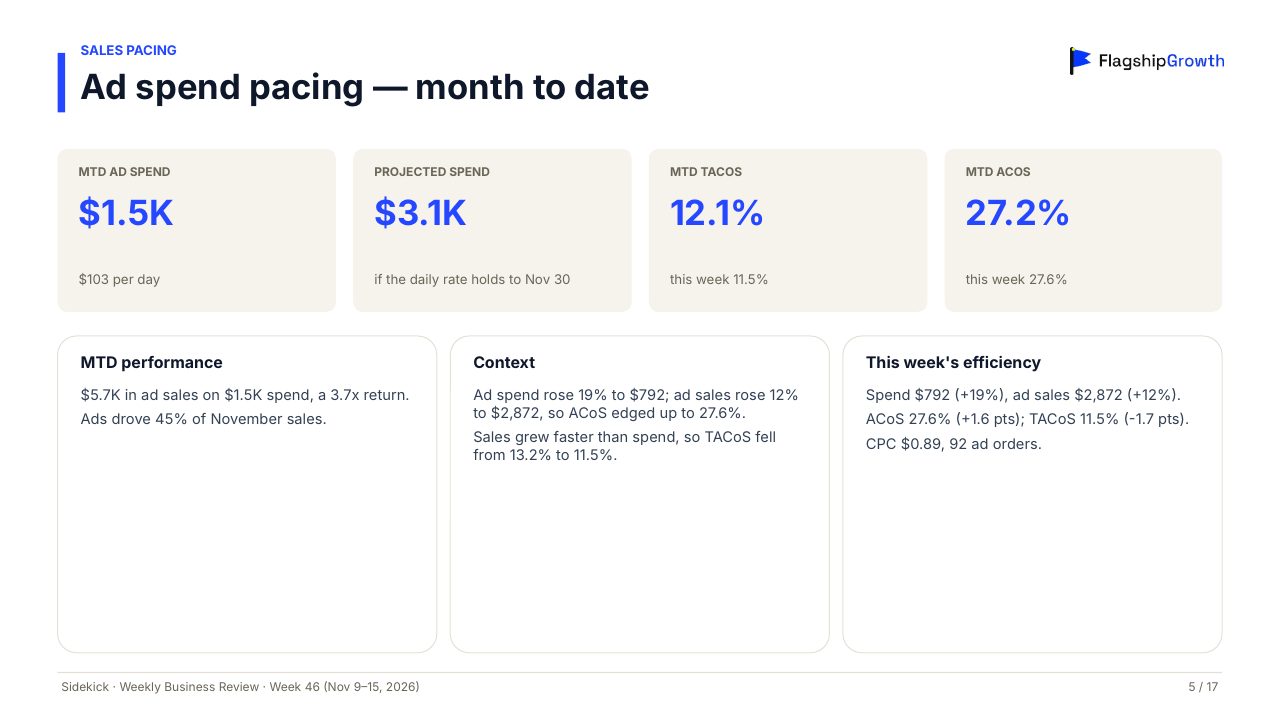 SALES PACING
Ad spend pacing — month to date
FlagshipGrowth
MTD AD SPEND
$1.5K
$103 per day
PROJECTED SPEND
$3.1K
if the daily rate holds to Nov 30
MTD TACOS
12.1%
this week 11.5%
MTD ACOS
27.2%
this week 27.6%
MTD performance
$5.7K in ad sales on $1.5K spend, a 3.7x return.
Ads drove 45% of November sales.
Context
Ad spend rose 19% to $792; ad sales rose 12%
to $2,872, so ACoS edged up to 27.6%.
Sales grew faster than spend, so TACoS fell
from 13.2% to 11.5%.
This week's efficiency
Spend $792 (+19%), ad sales $2,872 (+12%).
ACoS 27.6% (+1.6 pts); TACoS 11.5% (-1.7 pts).
CPC $0.89, 92 ad orders.
Sidekick · Weekly Business Review · Week 46 (Nov 9–15, 2026)
5 / 17